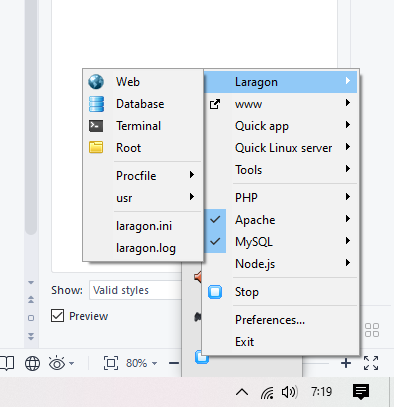 Web
Database
Terminal
Root
Procfile
usr
laragon.ini
laragon.log
Laragon
www
Quick app
Quick Linux server
Tools
PHP
Apache
MySQL
Node.js
Stop
Preferences...
Exit
Show: Valid styles
Preview
80%
7:19